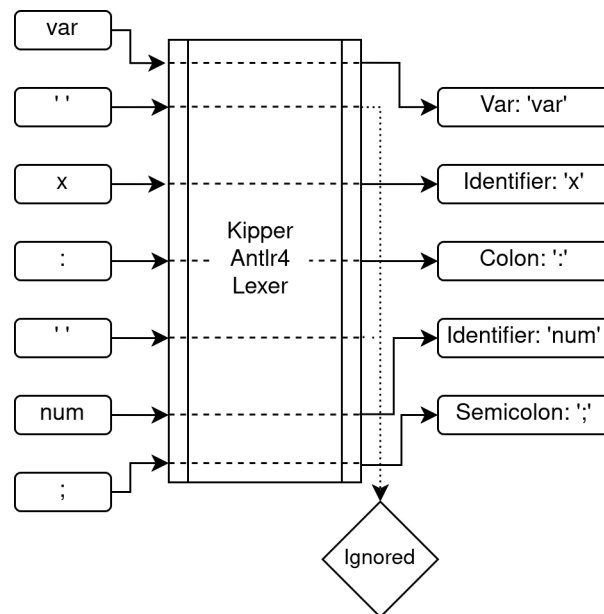 var
' '
x
:
' '
num
;
Kipper
Antlr4
Lexer
Var: 'var'
Identifier: 'x'
Colon: ':'
Identifier: 'num'
Semicolon: ';'
Ignored